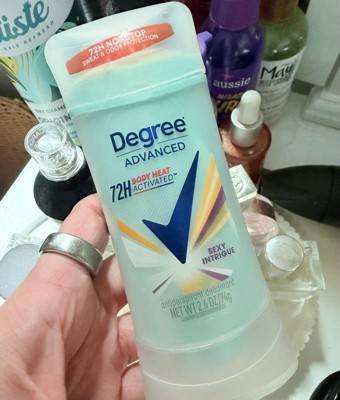 72H NONSTOP
SWEAT & ODOR PROTECTION
Degree
ADVANCED
72H BODY HEAT
ACTIVATED™
SEXY
INTRIGUE
antiperspirant deodorant
NET WT 2.6 OZ/74g
aussie